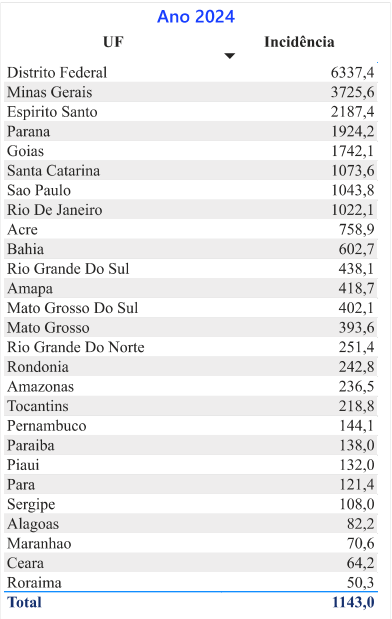 Ano 2024
UF Incidência
Distrito Federal 6337,4
Minas Gerais 3725,6
Espirito Santo 2187,4
Parana 1924,2
Goias 1742,1
Santa Catarina 1073,6
Sao Paulo 1043,8
Rio De Janeiro 1022,1
Acre 758,9
Bahia 602,7
Rio Grande Do Sul 438,1
Amapa 418,7
Mato Grosso Do Sul 402,1
Mato Grosso 393,6
Rio Grande Do Norte 251,4
Rondonia 242,8
Amazonas 236,5
Tocantins 218,8
Pernambuco 144,1
Paraiba 138,0
Piaui 132,0
Para 121,4
Sergipe 108,0
Alagoas 82,2
Maranhao 70,6
Ceara 64,2
Roraima 50,3
Total 1143,0